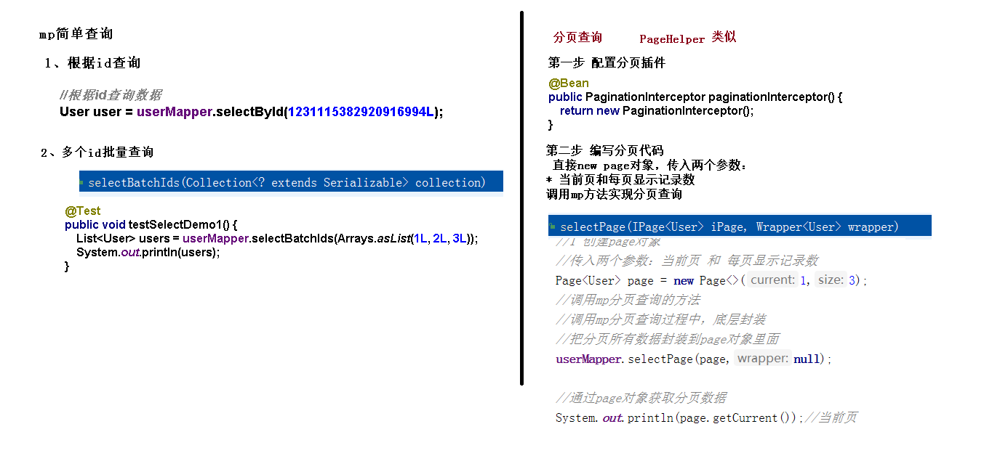 mp简单查询
1、根据id查询
//根据id查询数据
User user = userMapper.selectById(1231115382920916994L);
2、多个id批量查询
selectBatchIds(Collection<? extends Serializable> collection)
@Test
public void testSelectDemo1() {
List<User> users = userMapper.selectBatchIds(Arrays.asList(1L, 2L, 3L));
System.out.println(users);
}
分页查询 PageHelper 类似
第一步 配置分页插件
@Bean
public PaginationInterceptor paginationInterceptor() {
return new PaginationInterceptor();
}
第二步 编写分页代码
直接new page对象，传入两个参数：
* 当前页和每页显示记录数
调用mp方法实现分页查询
selectPage(IPage<User> iPage, Wrapper<User> wrapper)
//1 创建page对象
//传入两个参数：当前页 和 每页显示记录数
Page<User> page = new Page<>( current: 1, size: 3);
//调用mp分页查询的方法
//调用mp分页查询过程中，底层封装
//把分页所有数据封装到page对象里面
userMapper.selectPage(page, wrapper: null);
//通过page对象获取分页数据
System.out.println(page.getCurrent());//当前页